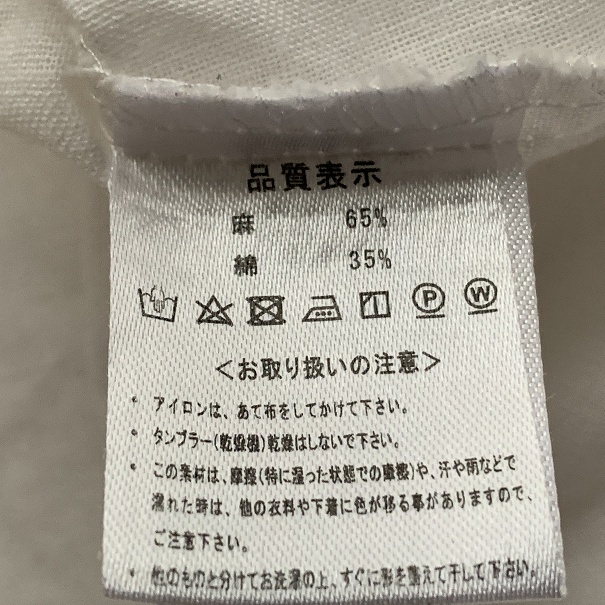 品質表示
麻 65%
綿 35%
P W
<お取り扱いの注意>
・アイロンは、あて布をしてかけて下さい。
・タンブラー(乾燥機)乾燥はしないで下さい。
・この素材は、摩擦(特に湿った状態での摩擦)や、汗や雨などで
濡れた時は、他の衣料や下着に色が移る事がありますので、
ご注意下さい。
・他のものと分けてお洗濯の上、すぐに形を整えて干して下さい。